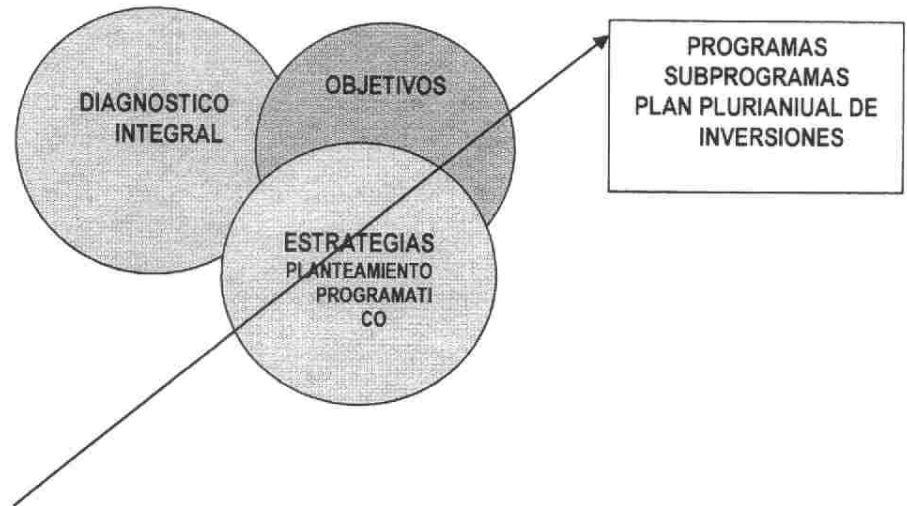 DIAGNOSTICO
INTEGRAL
OBJETIVOS
ESTRATEGIAS
PLANTEAMIENTO
PROGRAMATI
CO
PROGRAMAS
SUBPROGRAMAS
PLAN PLURIANIUAL DE
INVERSIONES